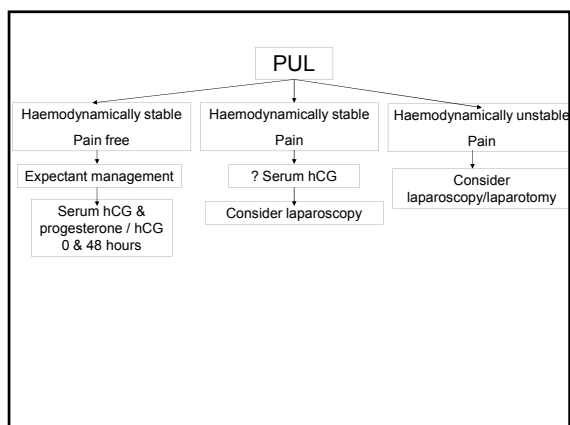 PUL
Haemodynamically stable
Pain free
Expectant management
Serum hCG &
progesterone / hCG
0 & 48 hours
Haemodynamically stable
Pain
? Serum hCG
Consider laparoscopy
Haemodynamically unstable
Pain
Consider
laparoscopy/laparotomy